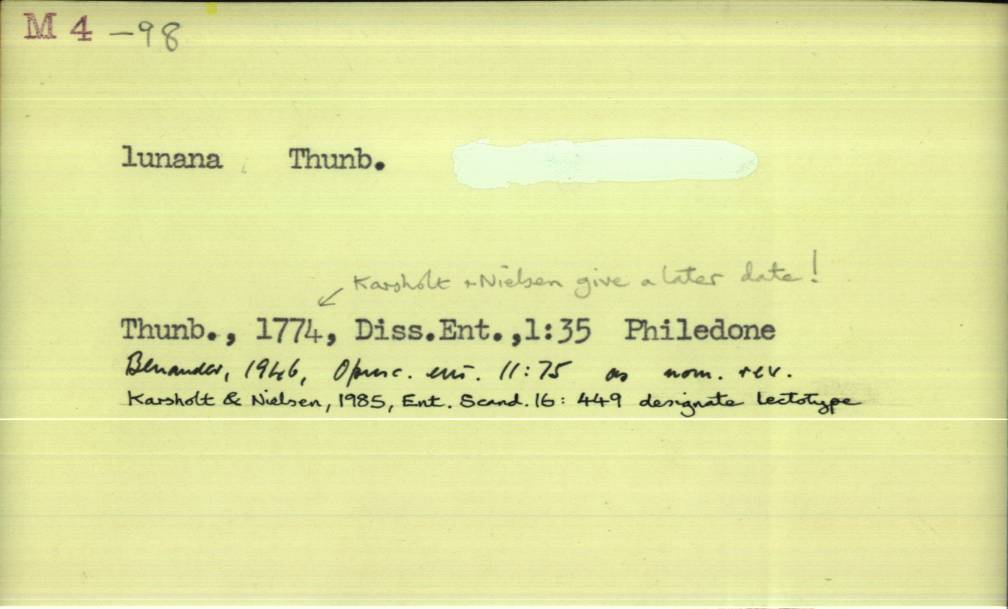 M 4 -98
lunana Thunb.
Karsholt + Nielsen give a later date!
Thunb., 1774, Diss.Ent.,1:35 Philedone
Benander, 1946, Opusc. ent. 11:75 as nom. rev.
Karsholt & Nielsen, 1985, Ent. Scand. 16: 449 designate lectotype